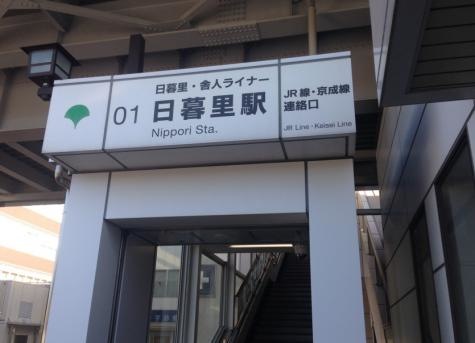 日暮里・舎人ライナー
01 日暮里駅
Nippori Sta.
JR線・京成線
連絡口
JR Line・Keisei Line